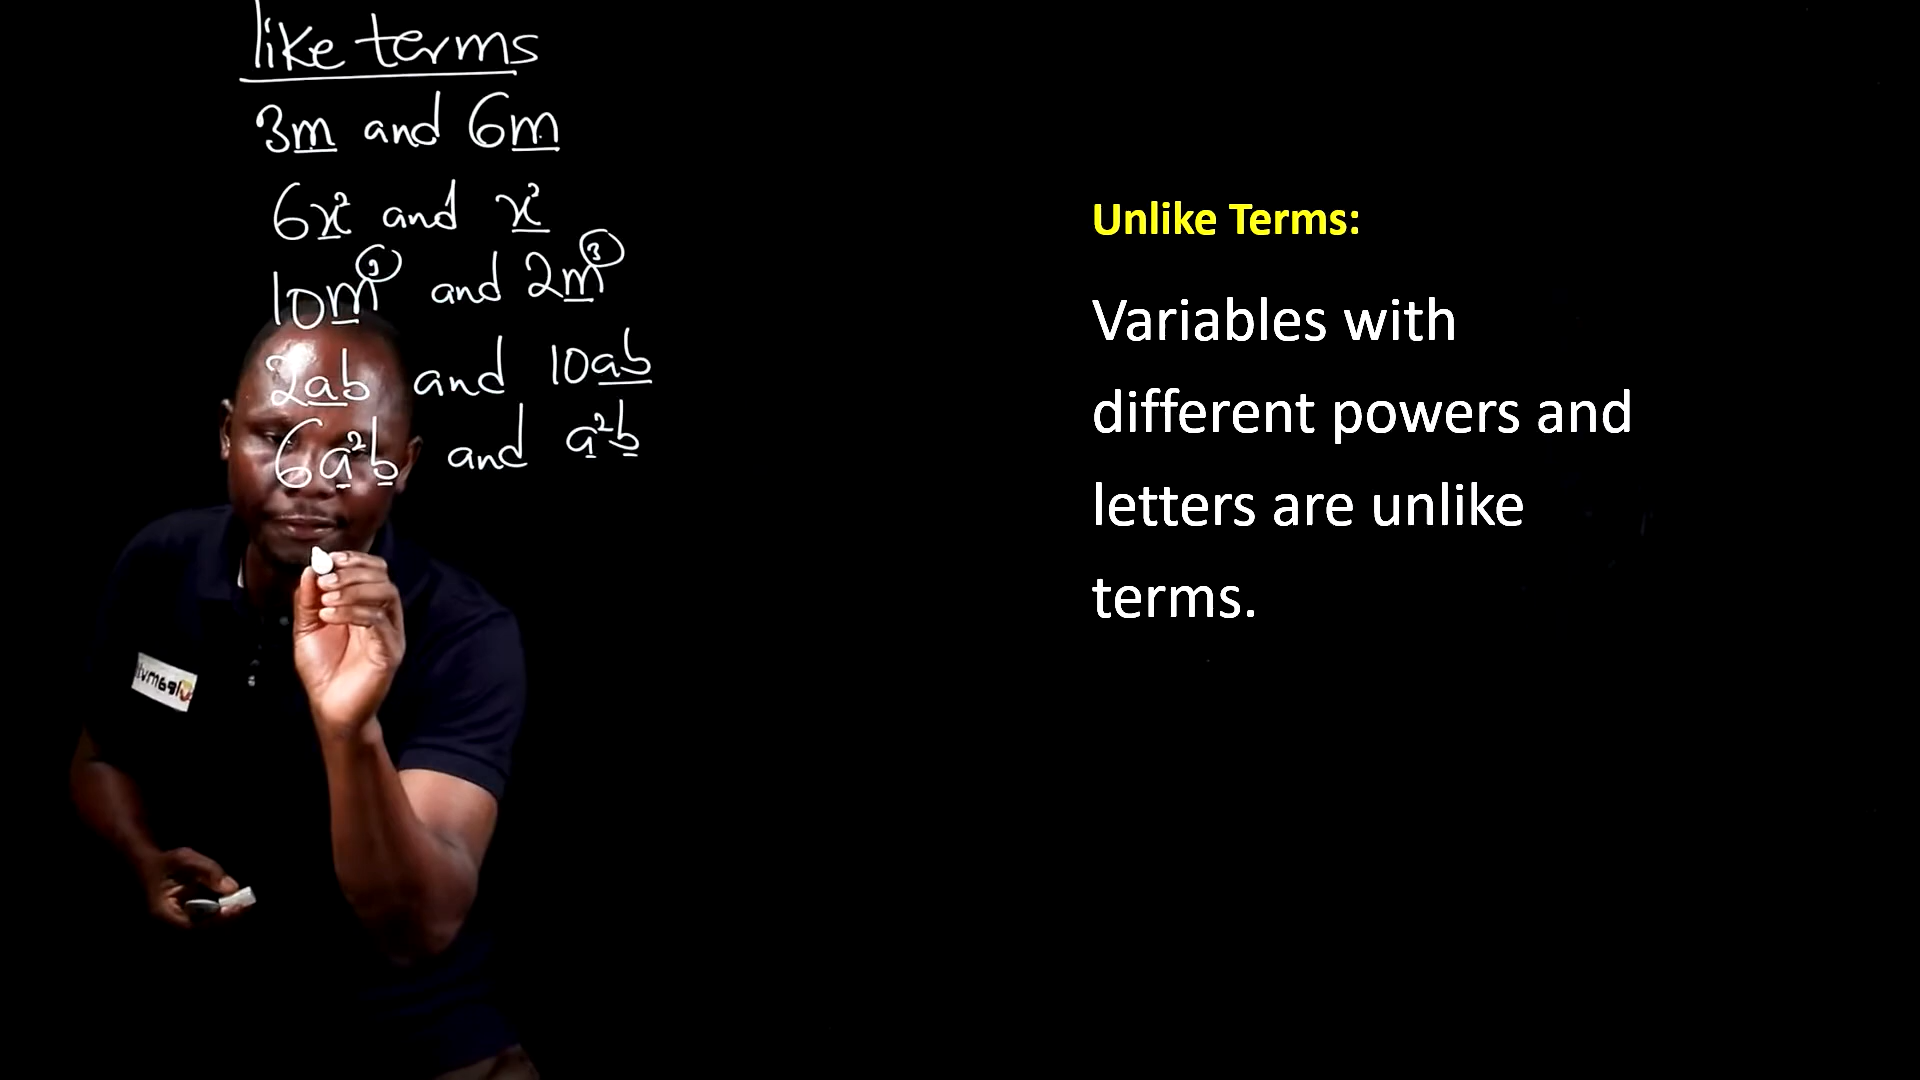 like terms
3m and 6m
6x² and x²
10m³ and 2m³
2ab and 10ab
6a²b and a²b
Unlike Terms:
Variables with
different powers and
letters are unlike
terms.